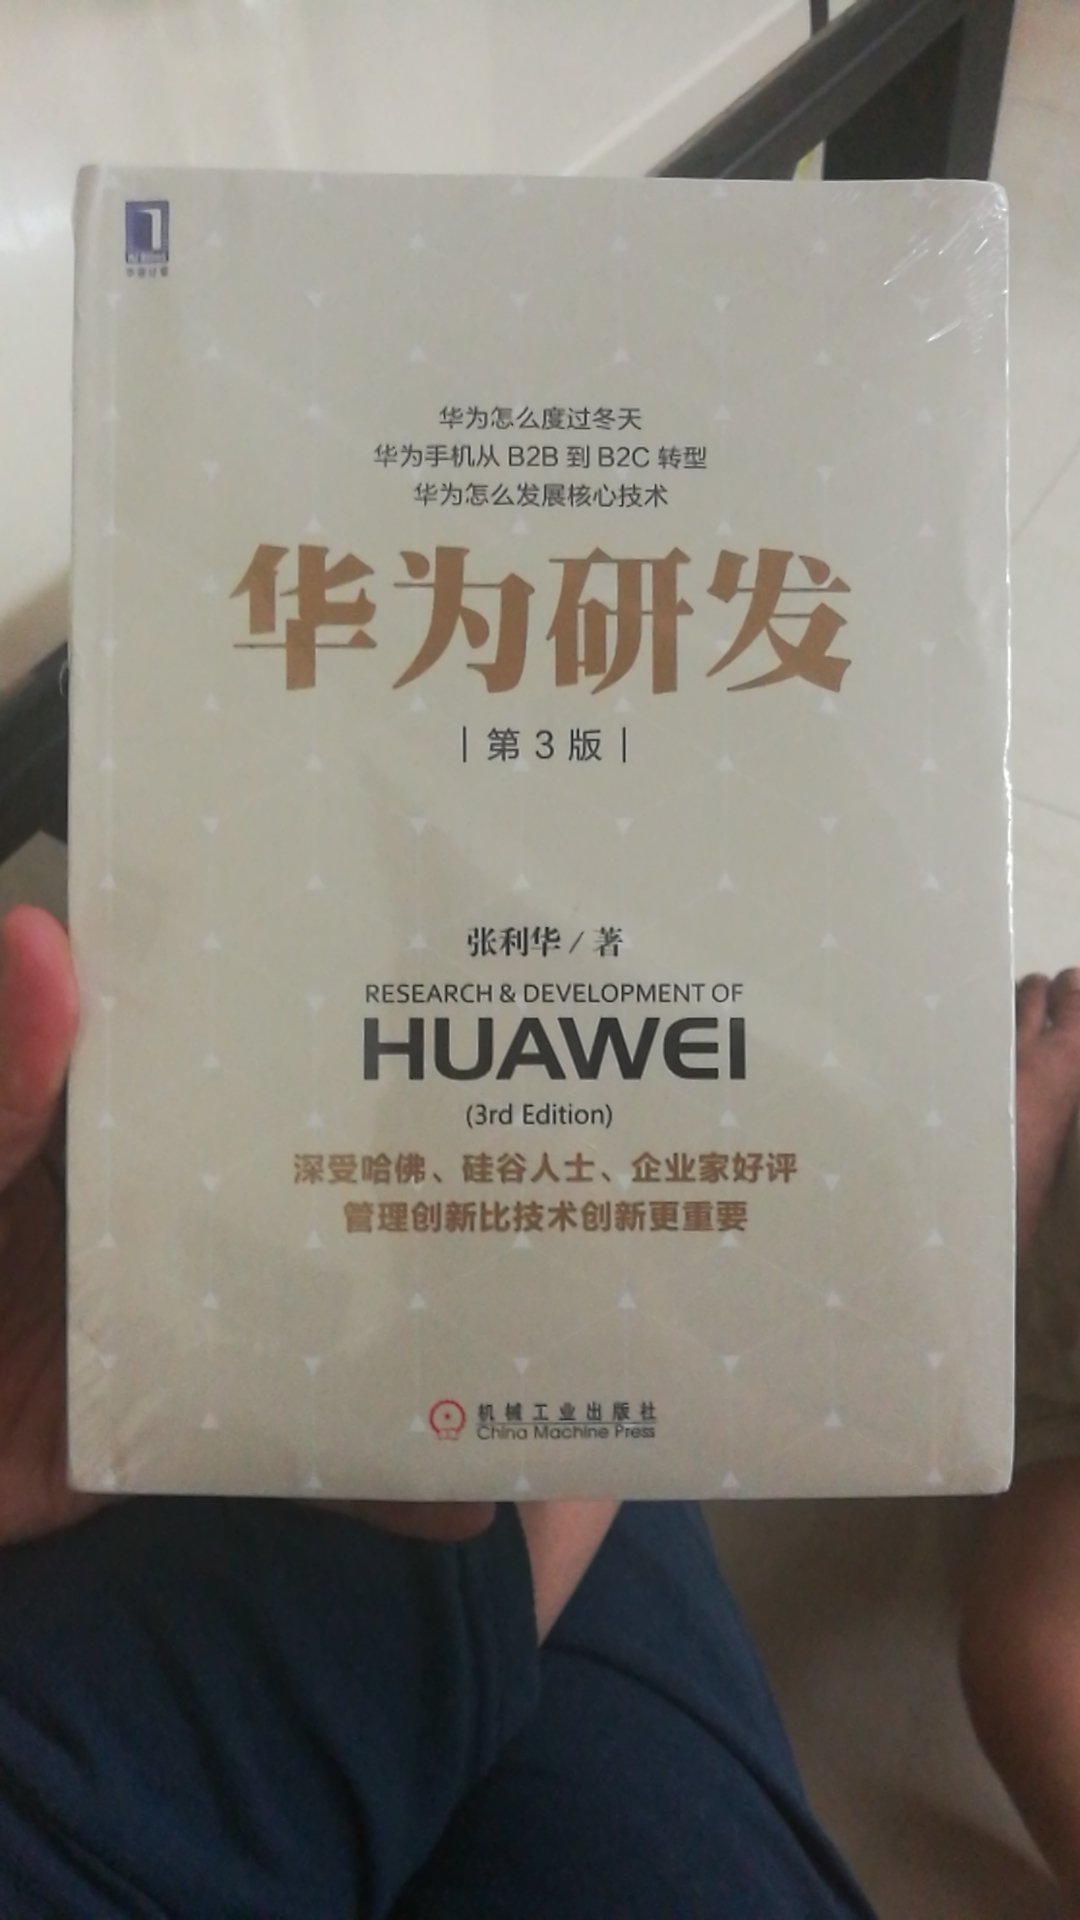 华章计算
华为怎么度过冬天
华为手机从 B2B 到 B2C 转型
华为怎么发展核心技术
华为研发
第 3 版
张利华 / 著
RESEARCH & DEVELOPMENT OF
HUAWEI
(3rd Edition)
深受哈佛、硅谷人士、企业家好评
管理创新比技术创新更重要
机械工业出版社
China Machine Press